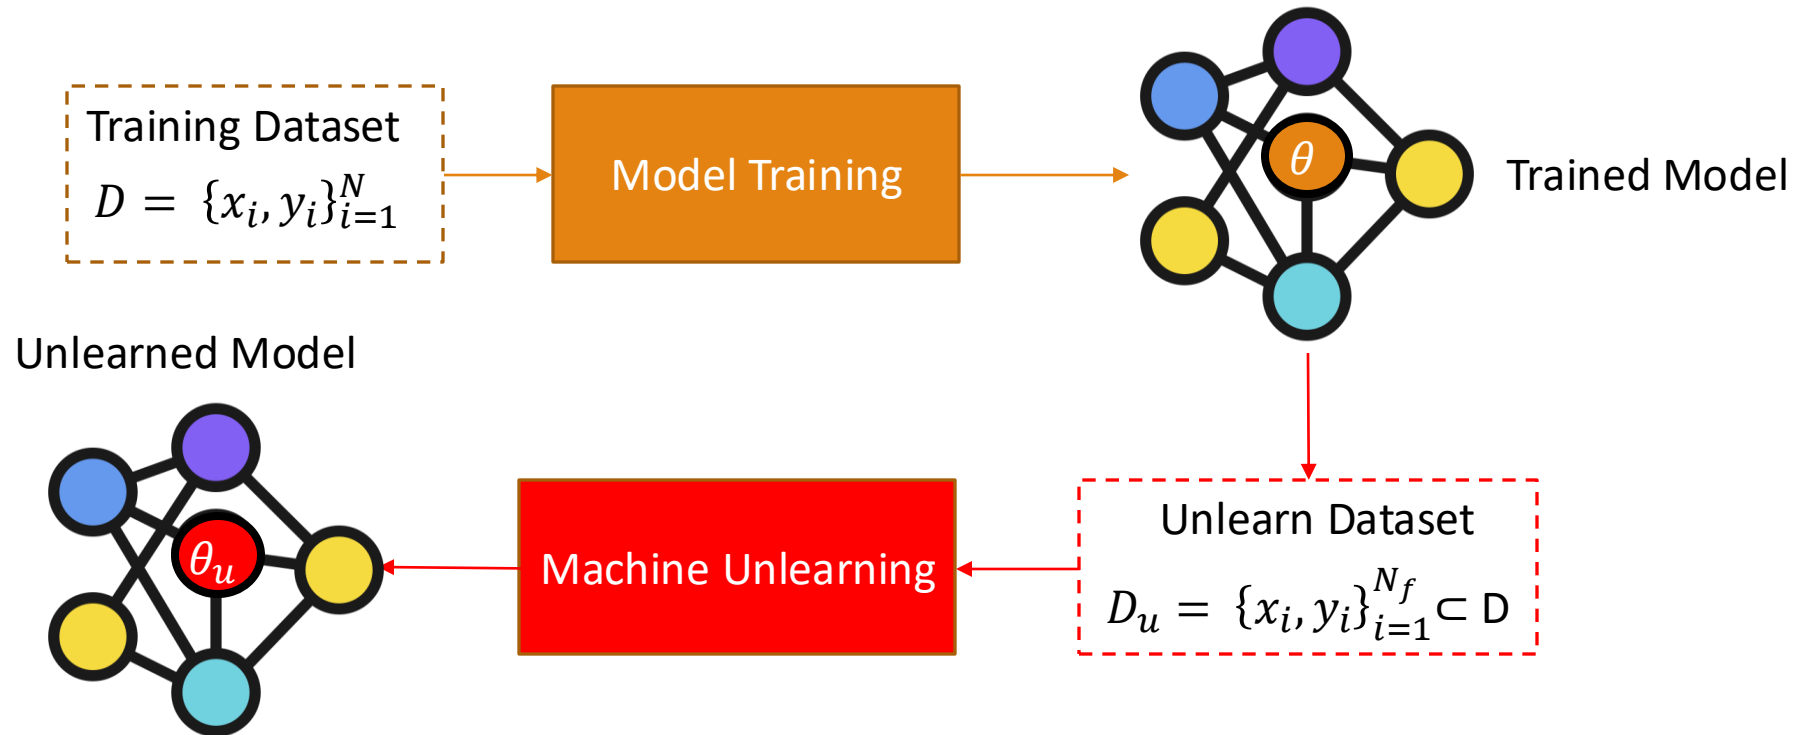 Training Dataset
D = {x_i, y_i}_{i=1}^{N}
Model Training
θ
Trained Model
Unlearned Model
θ_u
Machine Unlearning
Unlearn Dataset
D_u = {x_i, y_i}_{i=1}^{N_f} ⊂ D